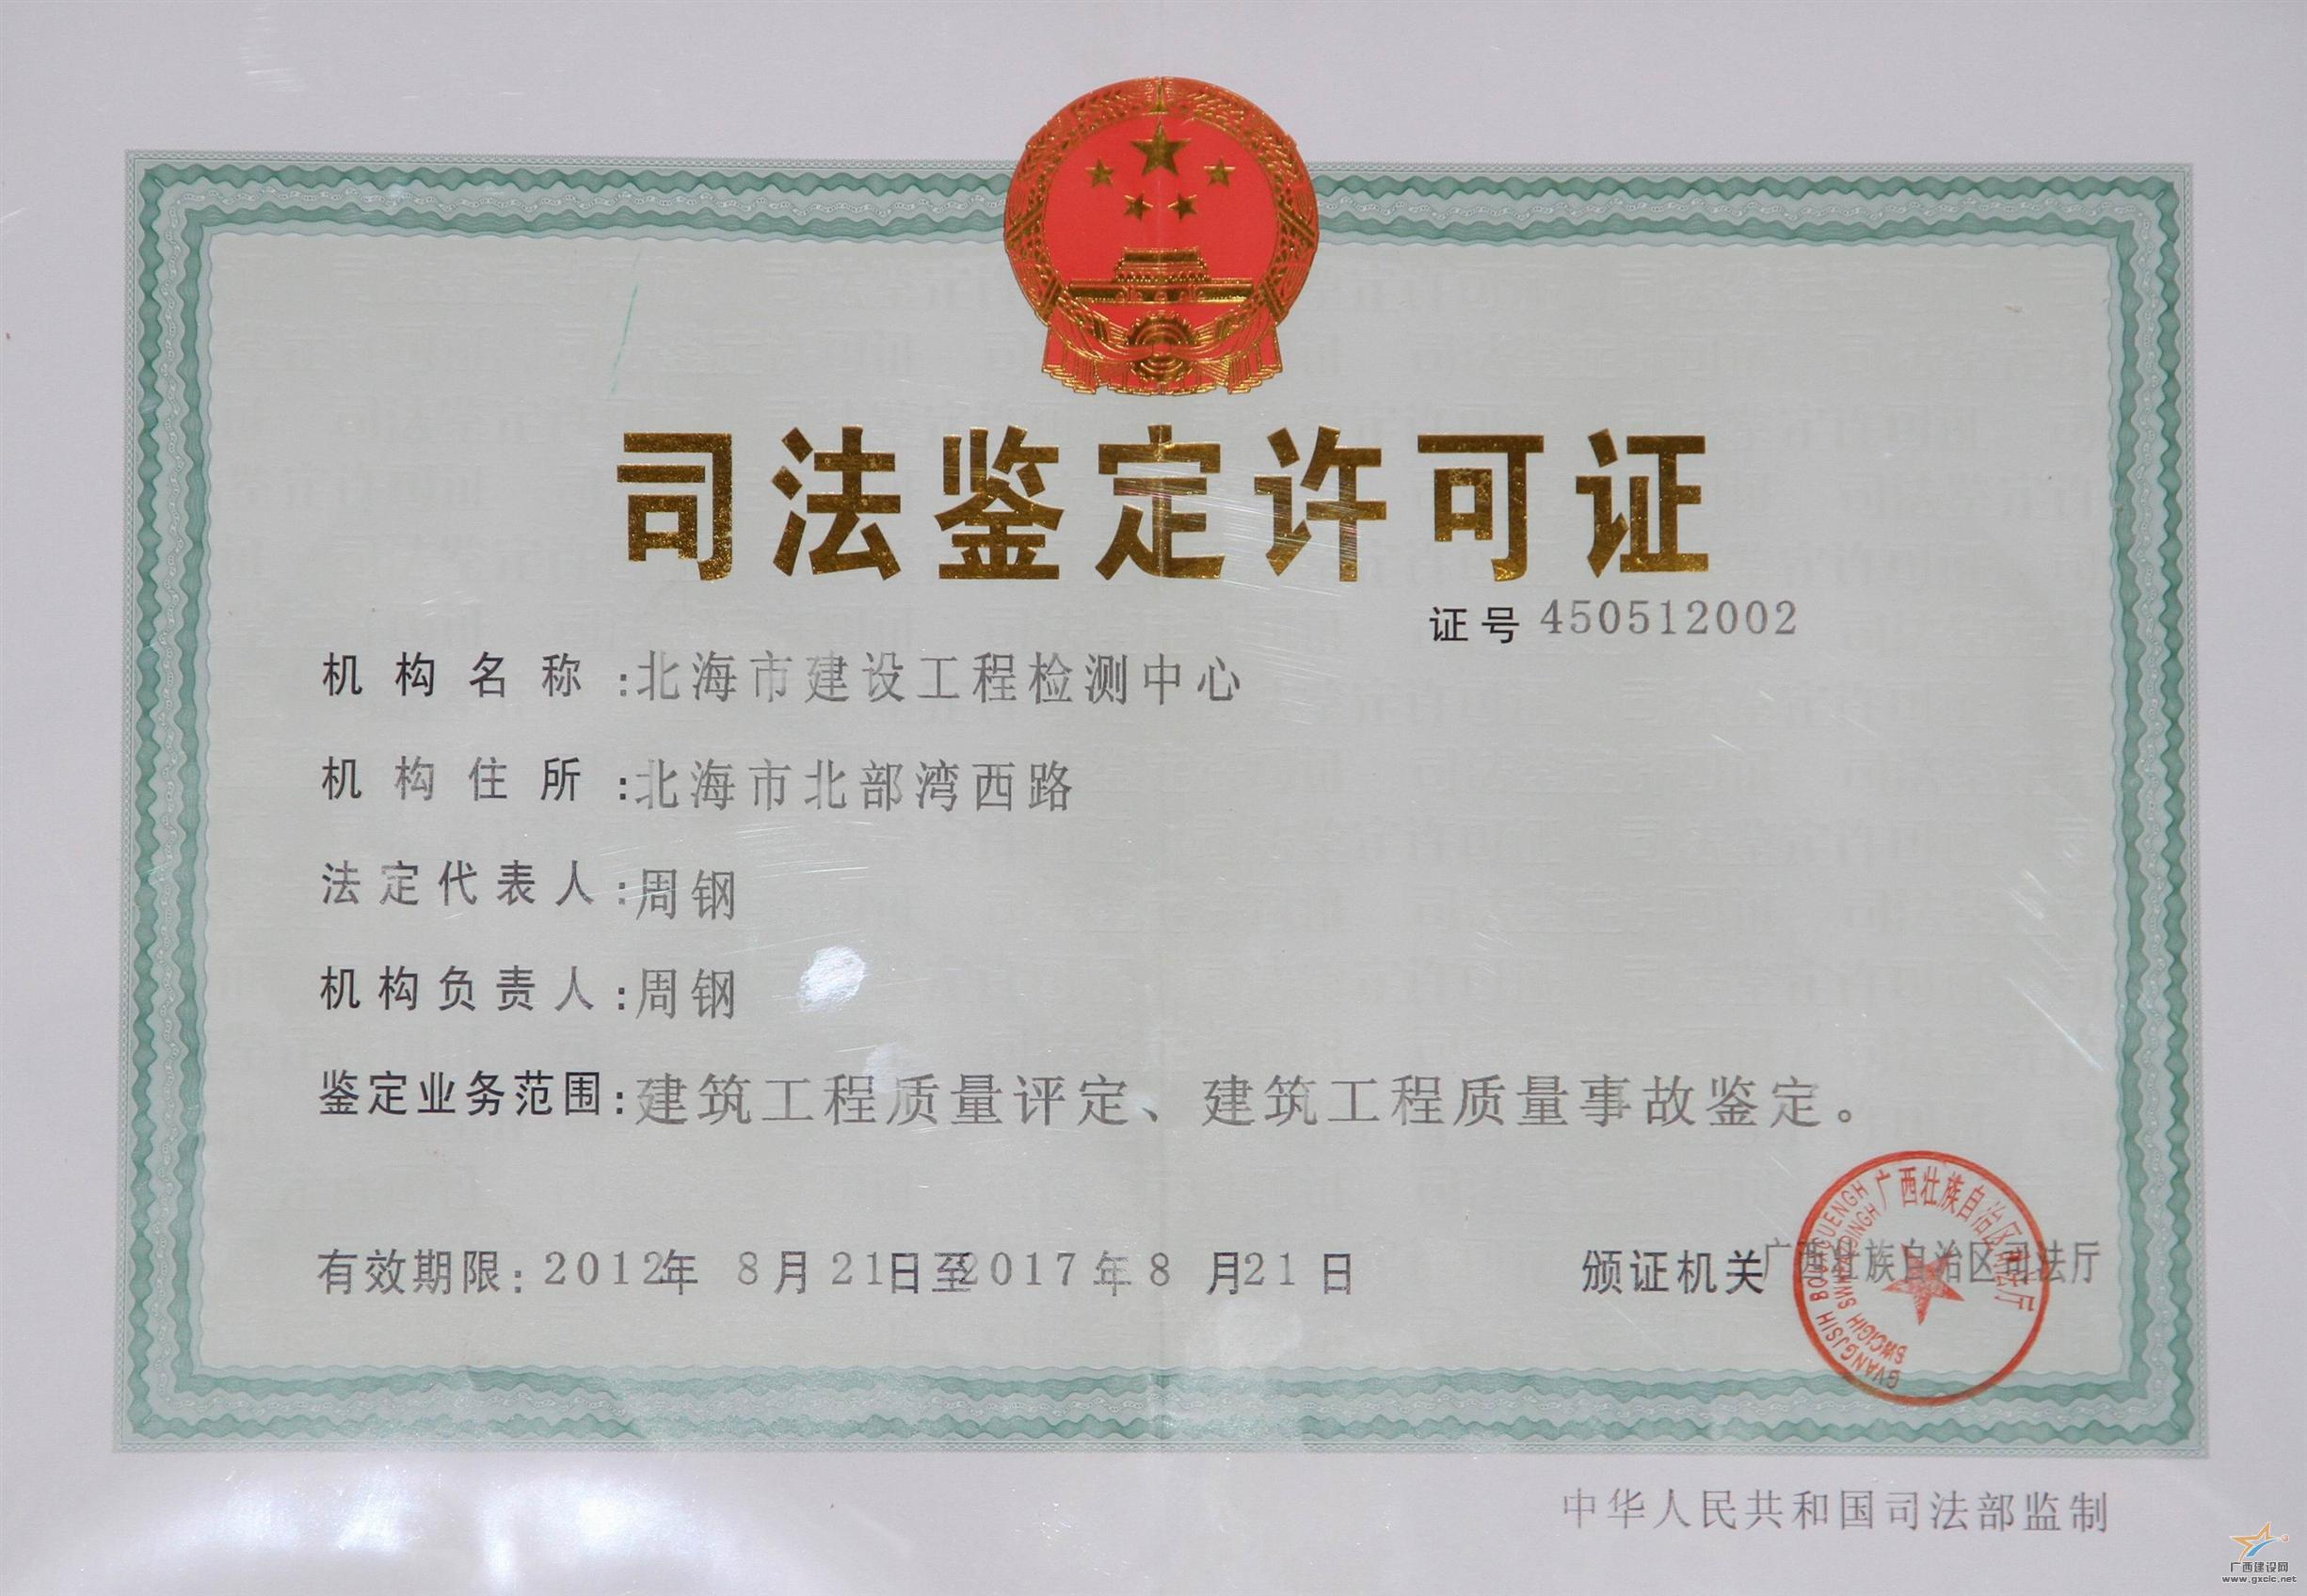 司法鉴定许可证
证号 450512002
机构名称:北海市建设工程检测中心
机构住所:北海市北部湾西路
法定代表人:周钢
机构负责人:周钢
鉴定业务范围:建筑工程质量评定、建筑工程质量事故鉴定。
有效期限:2012年 8月21日至2017年8月21日
颁证机关 广西壮族自治区司法厅
广西壮族自治区司法厅
GVANGJSIH BOUXCUENGH
SWCIGIH SWHFAZDINGH
中华人民共和国司法部监制
广西建设网
www.gxcic.net